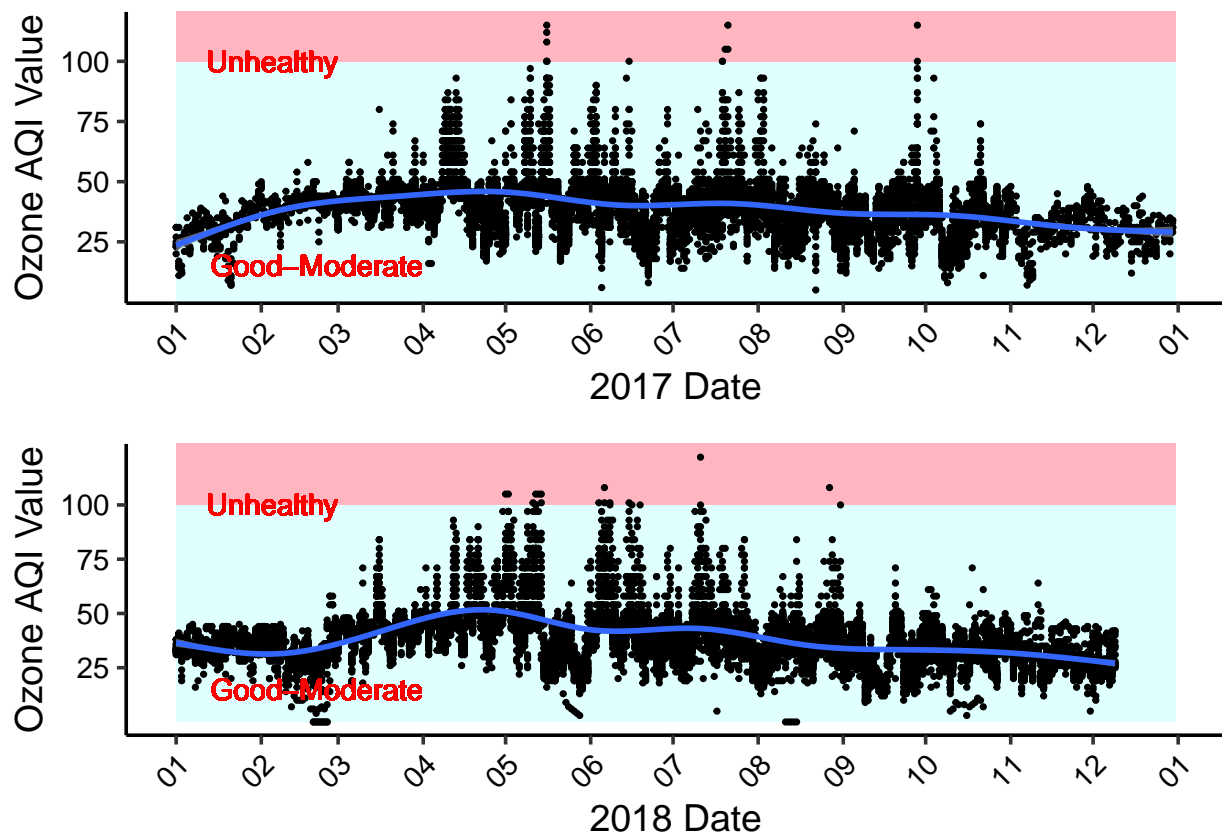 Ozone AQI Value
100
75
50
25
Unhealthy
Good–Moderate
01 02 03 04 05 06 07 08 09 10 11 12 01
2017 Date
Ozone AQI Value
100
75
50
25
Unhealthy
Good–Moderate
01 02 03 04 05 06 07 08 09 10 11 12 01
2018 Date